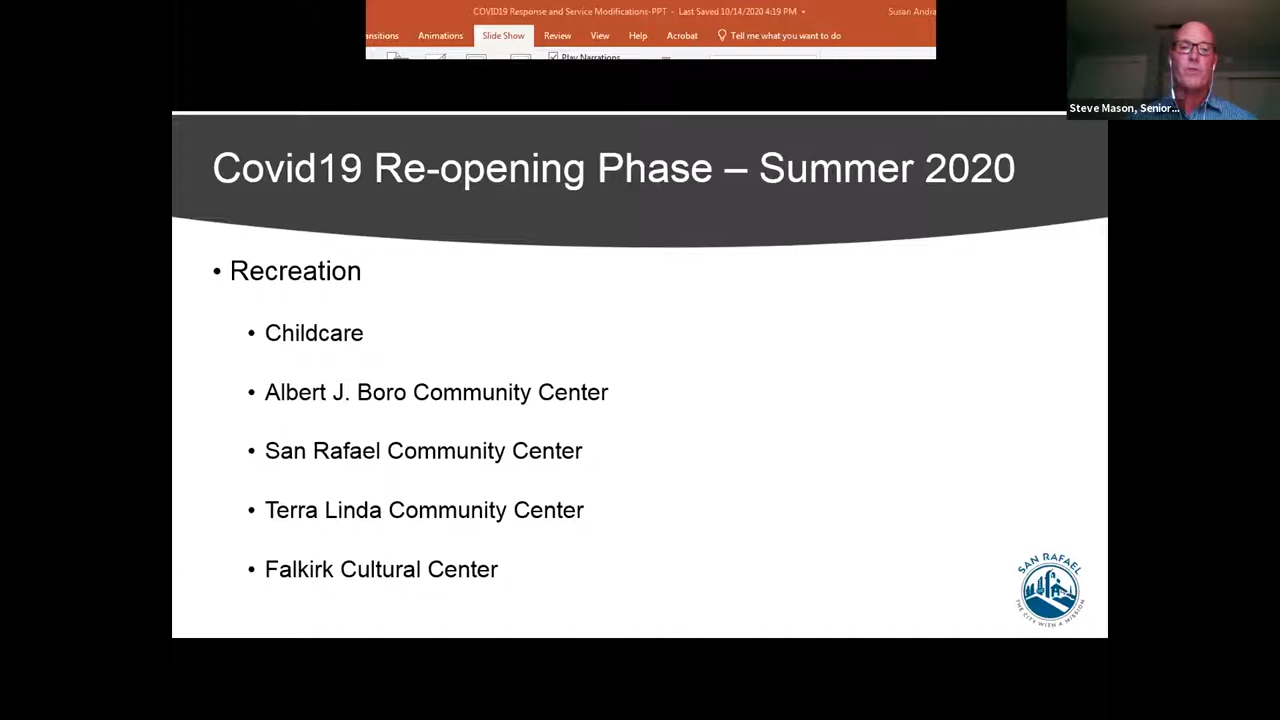 COVID19 Response and Service Modifications-PPT - Last Saved 10/14/2020 4:19 PM
Susan Andra
ansitions Animations Slide Show Review View Help Acrobat Tell me what you want to do
Play Narrations
Steve Mason, Senior...
Covid19 Re-opening Phase – Summer 2020
• Recreation
• Childcare
• Albert J. Boro Community Center
• San Rafael Community Center
• Terra Linda Community Center
• Falkirk Cultural Center
SAN RAFAEL
THE CITY WITH A MISSION